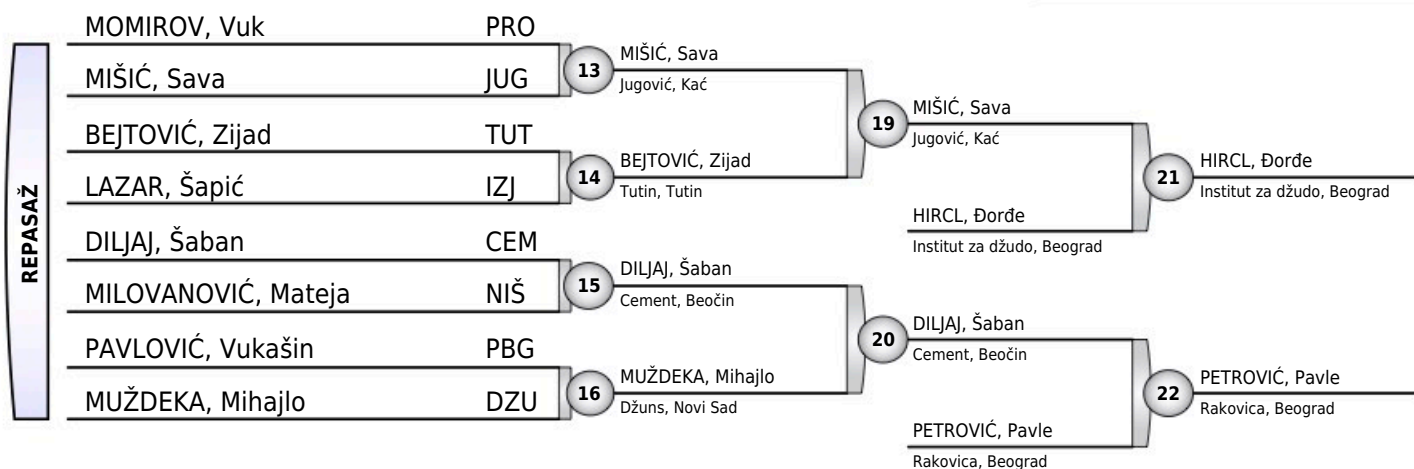 REPASAŽ
MOMIROV, Vuk PRO
MIŠIĆ, Sava JUG
BEJTOVIĆ, Zijad TUT
LAZAR, Šapić IZJ
DILJAJ, Šaban CEM
MILOVANOVIĆ, Mateja NIŠ
PAVLOVIĆ, Vukašin PBG
MUŽDEKA, Mihajlo DZU
13
MIŠIĆ, Sava
Jugović, Kać
14
BEJTOVIĆ, Zijad
Tutin, Tutin
15
DILJAJ, Šaban
Cement, Beočin
16
MUŽDEKA, Mihajlo
Džuns, Novi Sad
19
MIŠIĆ, Sava
Jugović, Kać
HIRCL, Đorđe
Institut za džudo, Beograd
20
DILJAJ, Šaban
Cement, Beočin
PETROVIĆ, Pavle
Rakovica, Beograd
21
HIRCL, Đorđe
Institut za džudo, Beograd
22
PETROVIĆ, Pavle
Rakovica, Beograd